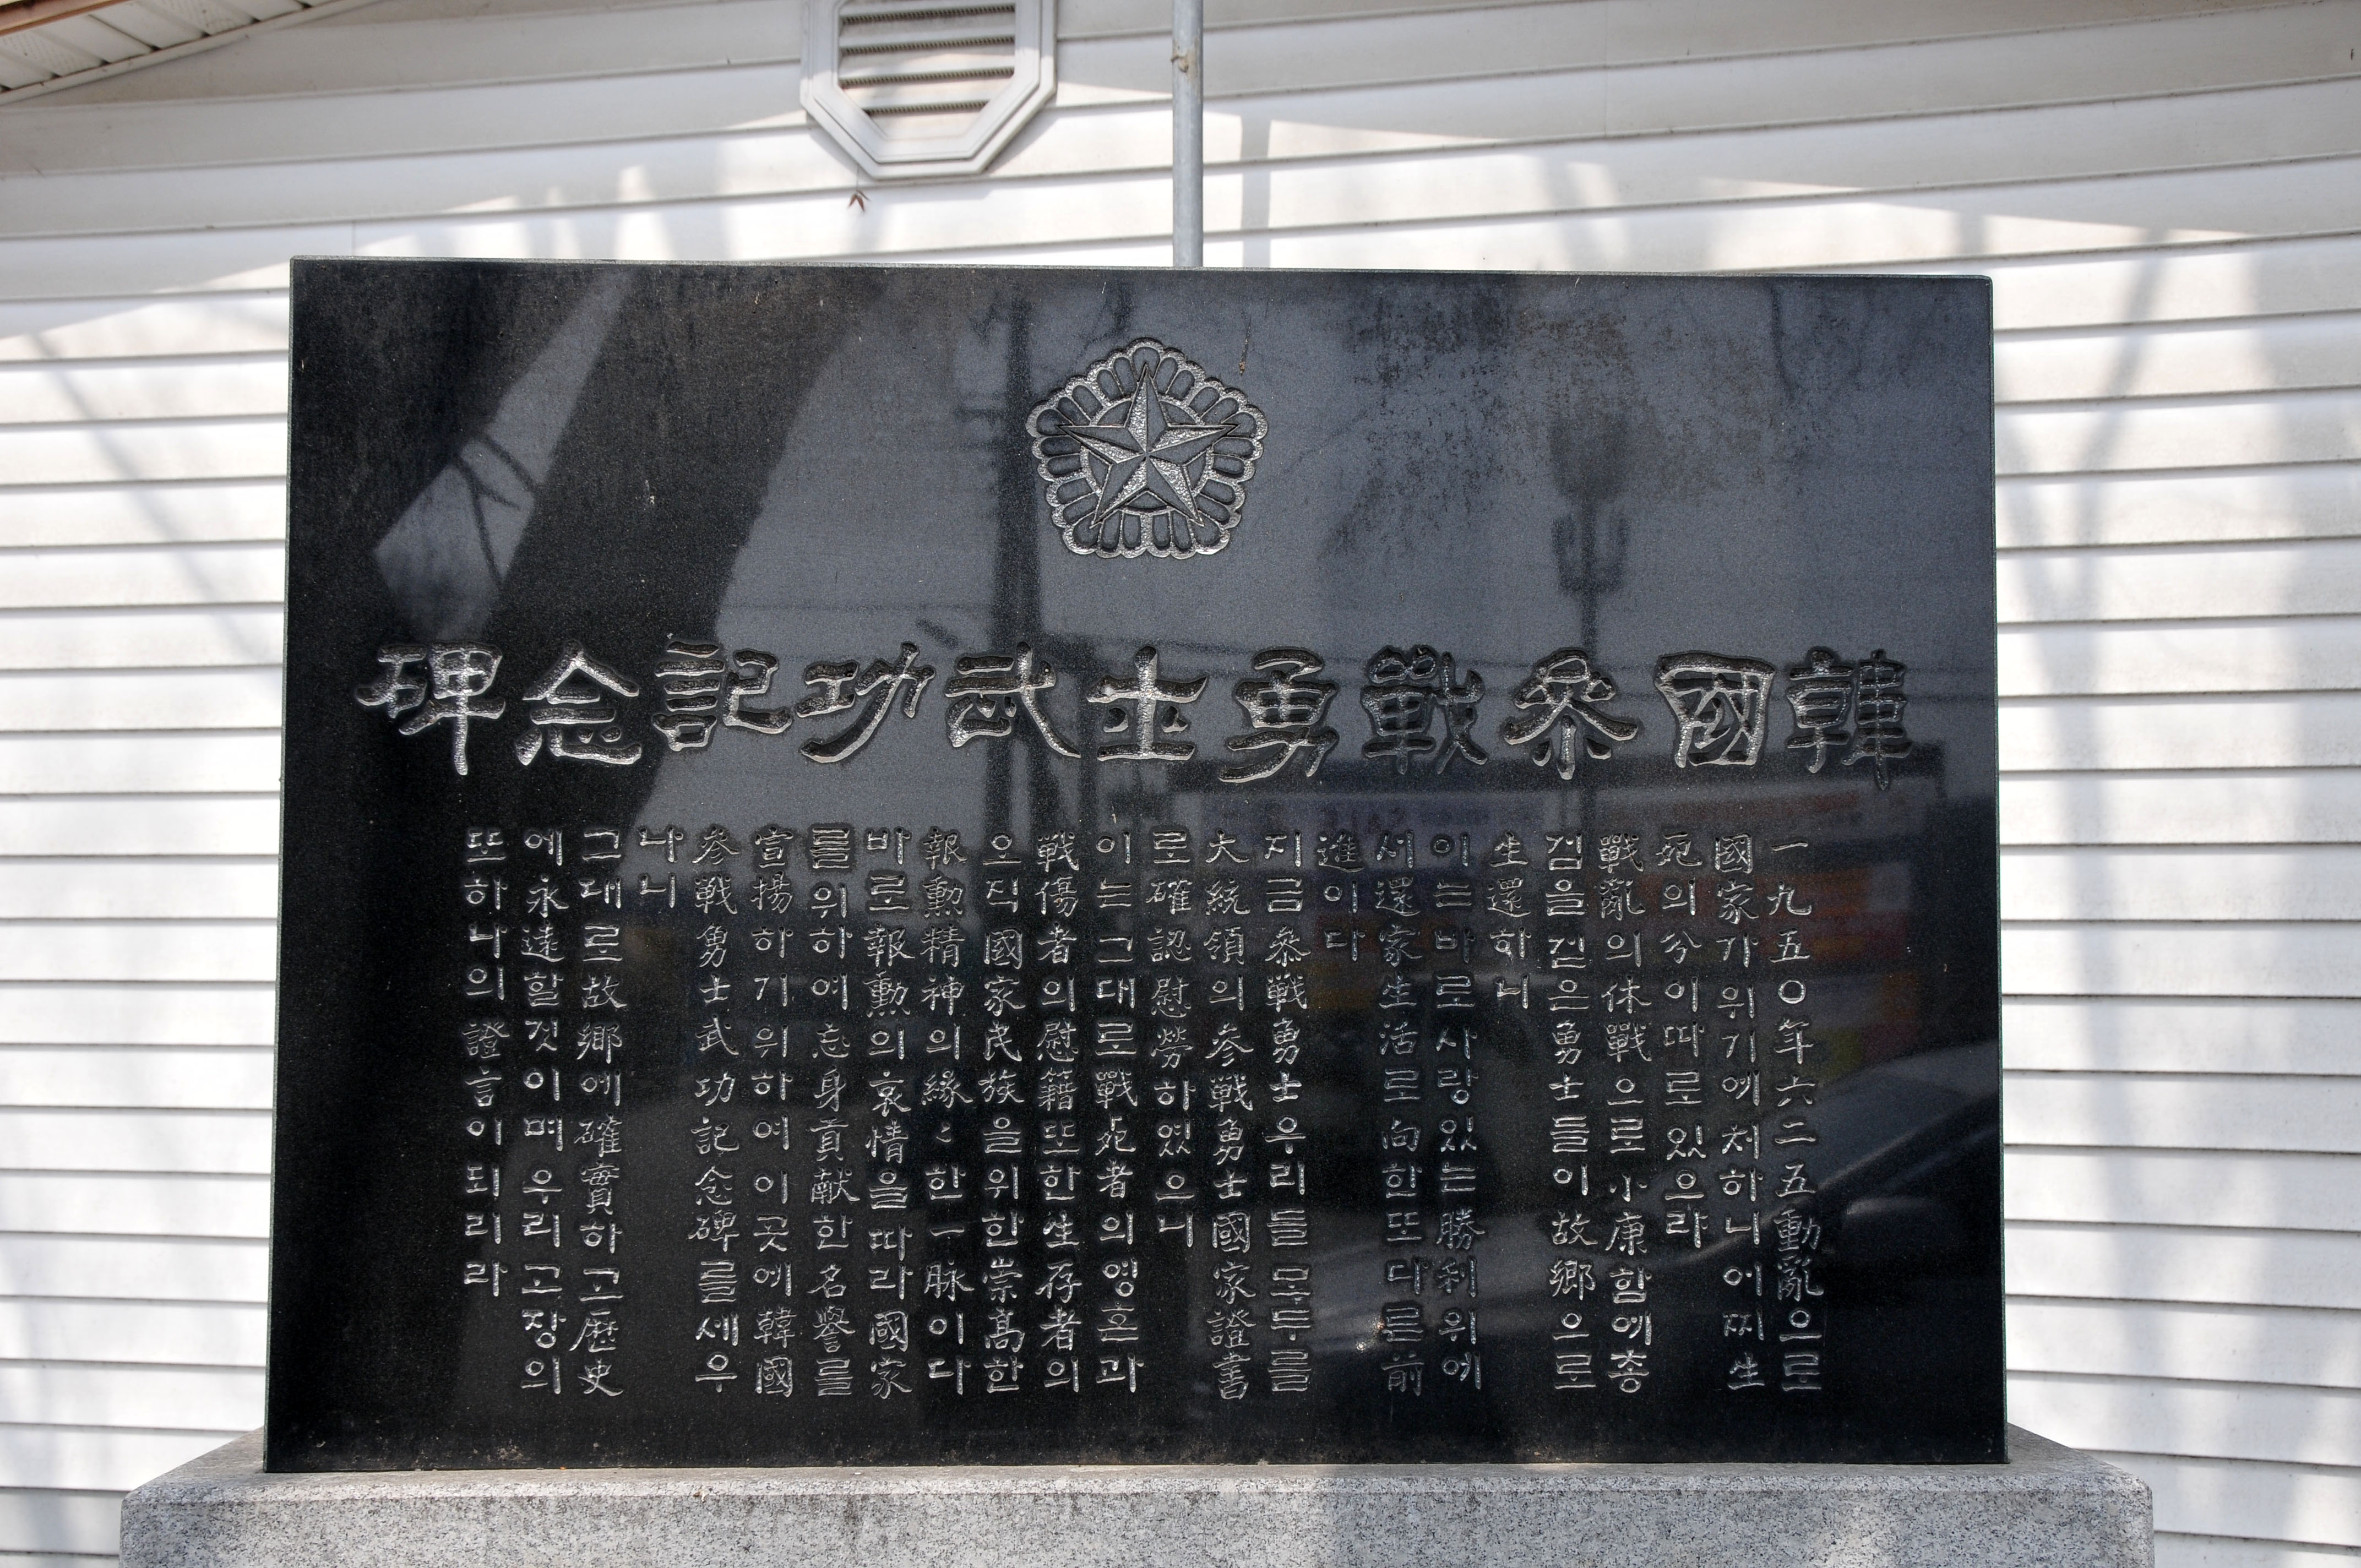 韓國參戰勇士武功記念碑
一九五〇年六二五動亂으로
國家가위기에처하니어찌生
死의分이따로있으랴
戰亂의休戰으로小康함에총
검을걷은勇士들이故鄕으로
生還하니
이는바로사랑있는勝利위에
서還家生活로向한또다른前
進이다
지금參戰勇士우리들모두를
大統領의参戰勇士國家證書
로確認慰勞하였으니
이는그대로戰死者의영혼과
戰傷者의慰籍또한生存者의
오직國家民族을위한崇高한
報勳精神의緣々한一脉이다
바로報勳의哀情을따라國家
를위하여忘身貢献한名譽를
宣揚하기위하여이곳에韓國
参戰勇士武功記念碑를세우
나니
그대로故鄕에確實하고歷史
에永遠할것이며우리고장의
또하나의證言이되리라